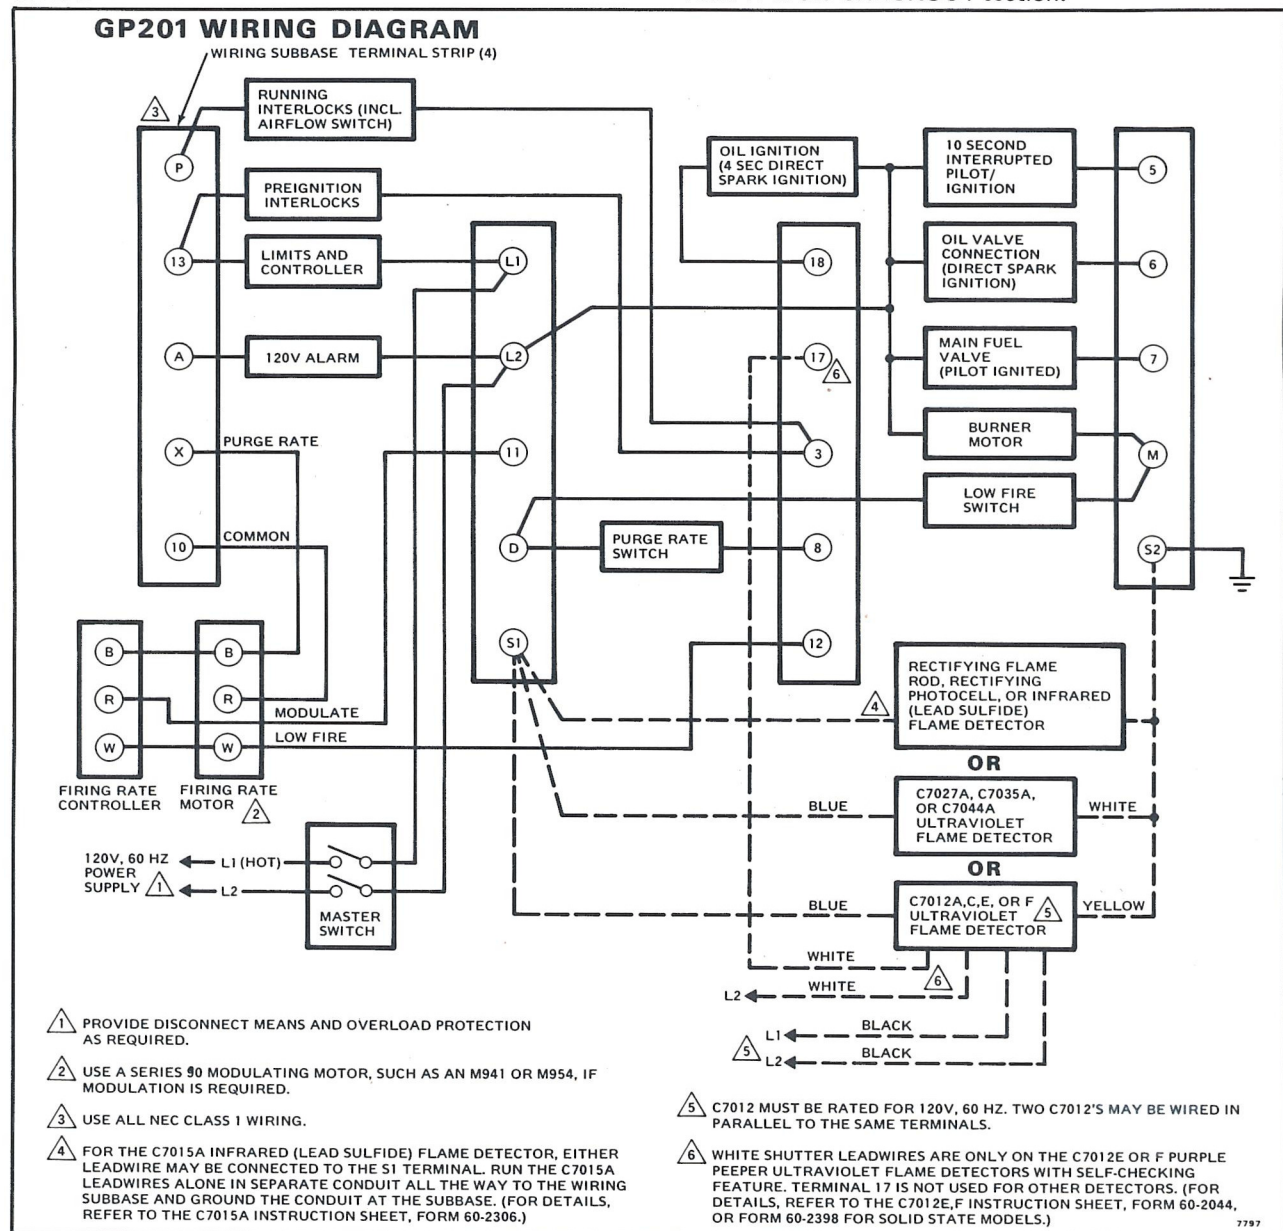 GP201 WIRING DIAGRAM
WIRING SUBBASE TERMINAL STRIP (4)
3
RUNNING
INTERLOCKS (INCL.
AIRFLOW SWITCH)
P
PREIGNITION
INTERLOCKS
13
LIMITS AND
CONTROLLER
L1
A
120V ALARM
L2
X
PURGE RATE
11
10
COMMON
D
PURGE RATE
SWITCH
S1
OIL IGNITION
(4 SEC DIRECT
SPARK IGNITION)
18
17
6
3
8
12
10 SECOND
INTERRUPTED
PILOT/
IGNITION
5
OIL VALVE
CONNECTION
(DIRECT SPARK
IGNITION)
6
MAIN FUEL
VALVE
(PILOT IGNITED)
7
BURNER
MOTOR
M
LOW FIRE
SWITCH
S2
B
B
R
R
MODULATE
W
W
LOW FIRE
FIRING RATE
CONTROLLER
FIRING RATE
MOTOR
2
120V, 60 HZ
POWER
SUPPLY
1
L1 (HOT)
L2
MASTER
SWITCH
4
RECTIFYING FLAME
ROD, RECTIFYING
PHOTOCELL, OR INFRARED
(LEAD SULFIDE)
FLAME DETECTOR
OR
BLUE
C7027A, C7035A,
OR C7044A
ULTRAVIOLET
FLAME DETECTOR
WHITE
OR
BLUE
C7012A,C,E, OR F
ULTRAVIOLET
FLAME DETECTOR
5
YELLOW
WHITE
6
L2
WHITE
L1
BLACK
5
L2
BLACK
1 PROVIDE DISCONNECT MEANS AND OVERLOAD PROTECTION
AS REQUIRED.
2 USE A SERIES 90 MODULATING MOTOR, SUCH AS AN M941 OR M954, IF
MODULATION IS REQUIRED.
3 USE ALL NEC CLASS 1 WIRING.
4 FOR THE C7015A INFRARED (LEAD SULFIDE) FLAME DETECTOR, EITHER
LEADWIRE MAY BE CONNECTED TO THE S1 TERMINAL. RUN THE C7015A
LEADWIRES ALONE IN SEPARATE CONDUIT ALL THE WAY TO THE WIRING
SUBBASE AND GROUND THE CONDUIT AT THE SUBBASE. (FOR DETAILS,
REFER TO THE C7015A INSTRUCTION SHEET, FORM 60-2306.)
5 C7012 MUST BE RATED FOR 120V, 60 HZ. TWO C7012'S MAY BE WIRED IN
PARALLEL TO THE SAME TERMINALS.
6 WHITE SHUTTER LEADWIRES ARE ONLY ON THE C7012E OR F PURPLE
PEEPER ULTRAVIOLET FLAME DETECTORS WITH SELF-CHECKING
FEATURE. TERMINAL 17 IS NOT USED FOR OTHER DETECTORS. (FOR
DETAILS, REFER TO THE C7012E,F INSTRUCTION SHEET, FORM 60-2044,
OR FORM 60-2398 FOR SOLID STATE MODELS.)
7797